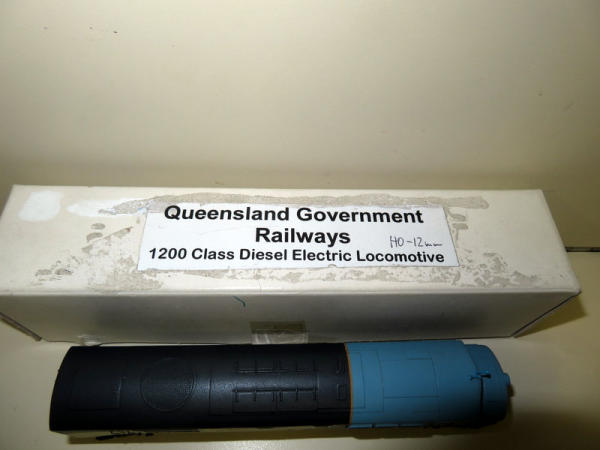 Queensland Government
Railways
HO-12mm
1200 Class Diesel Electric Locomotive